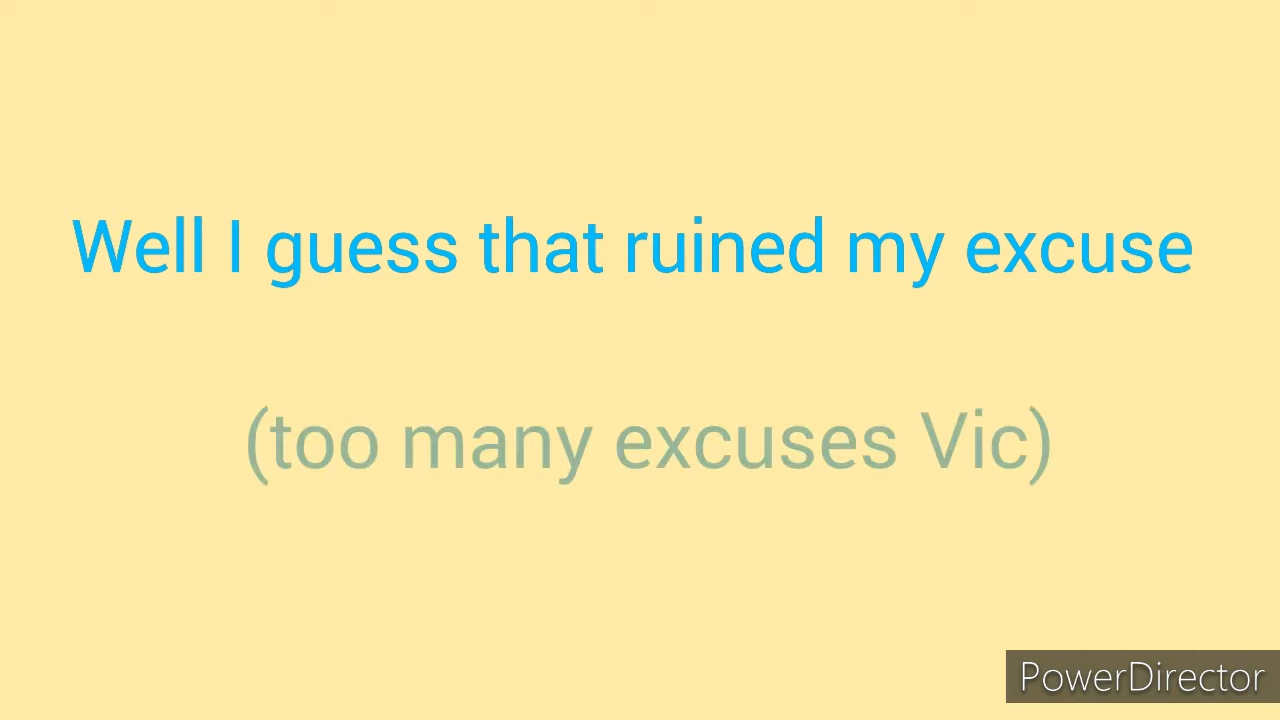 Well I guess that ruined my excuse
(too many excuses Vic)
PowerDirector